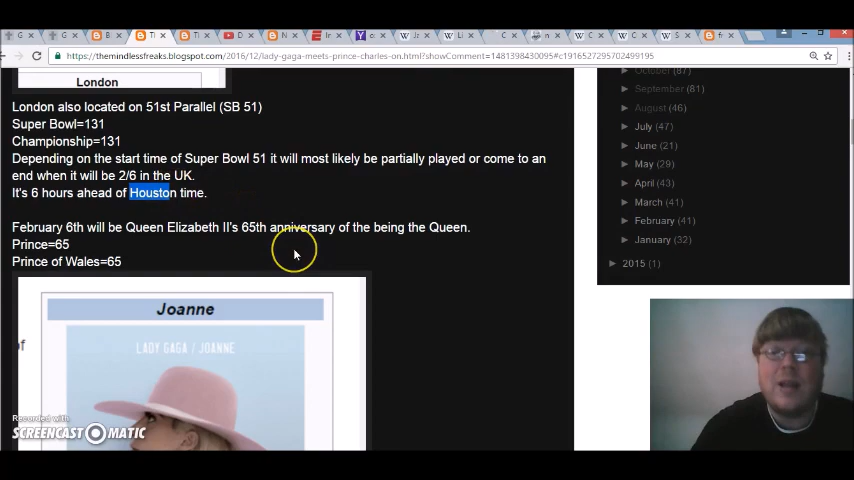 https://themindlessfreaks.blogspot.com/2016/12/lady-gaga-meets-prince-charles-on.html?showComment=1481398430095#c1916527295702499195
London
London also located on 51st Parallel (SB 51)
Super Bowl=131
Championship=131
Depending on the start time of Super Bowl 51 it will most likely be partially played or come to an
end when it will be 2/6 in the UK.
It's 6 hours ahead of Houston time.
February 6th will be Queen Elizabeth II's 65th anniversary of the being the Queen.
Prince=65
Prince of Wales=65
Joanne
of
LADY GAGA / JOANNE
Recorded with
SCREENCAST MATIC
October (87)
September (81)
August (46)
July (47)
June (21)
May (29)
April (43)
March (41)
February (41)
January (32)
2015 (1)